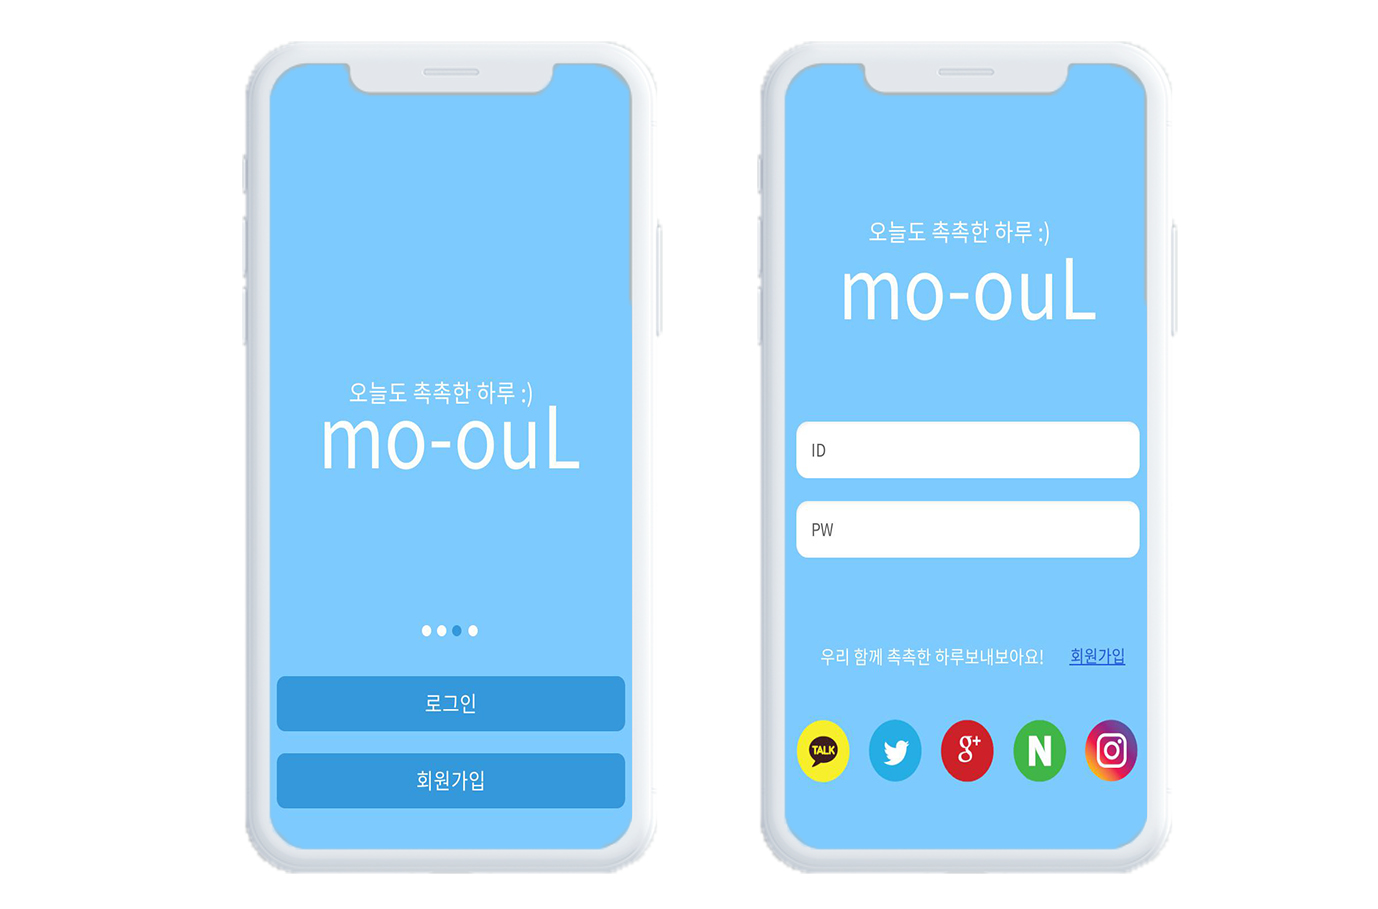 오늘도 촉촉한 하루 :)
mo-ouL
로그인
회원가입
오늘도 촉촉한 하루 :)
mo-ouL
ID
PW
우리 함께 촉촉한 하루보내보아요! 회원가입
TALK
g+
N